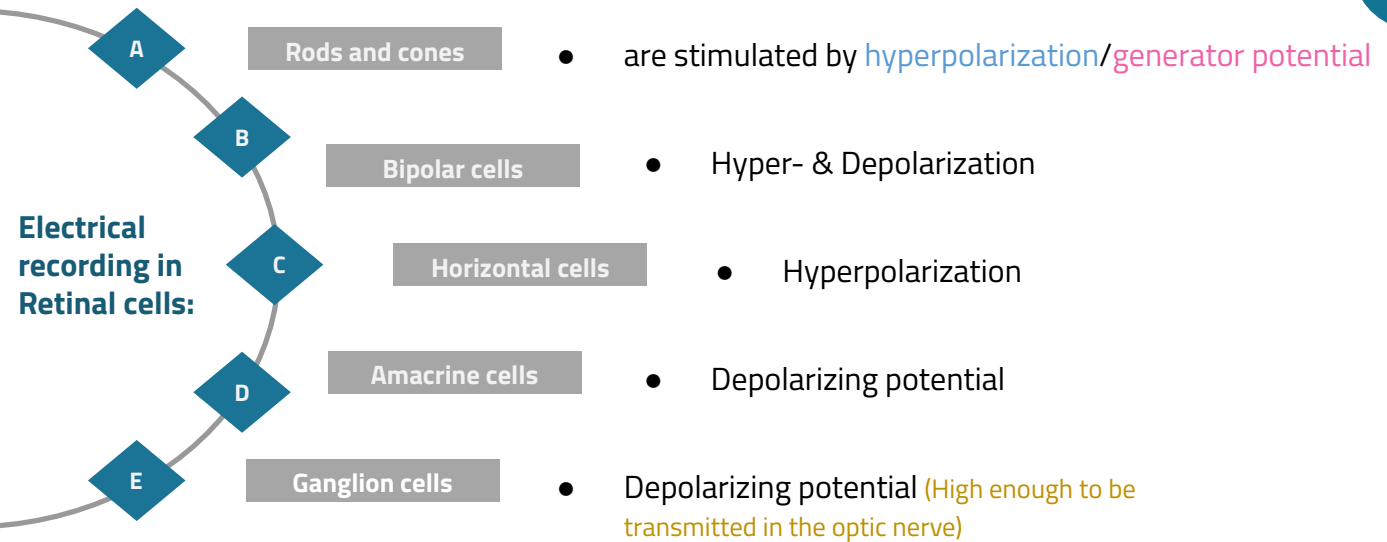 A
Rods and cones
● are stimulated by hyperpolarization/generator potential
B
Bipolar cells
● Hyper- & Depolarization
Electrical
recording in
Retinal cells:
C
Horizontal cells
● Hyperpolarization
D
Amacrine cells
● Depolarizing potential
E
Ganglion cells
● Depolarizing potential (High enough to be
transmitted in the optic nerve)